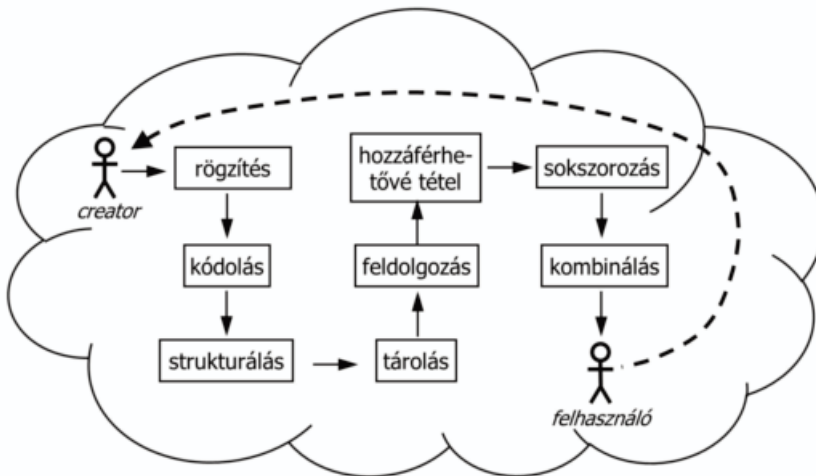 creator
rögzítés
kódolás
strukturálás
tárolás
feldolgozás
hozzáférhe-
tővé tétel
sokszorozás
kombinálás
felhasználó